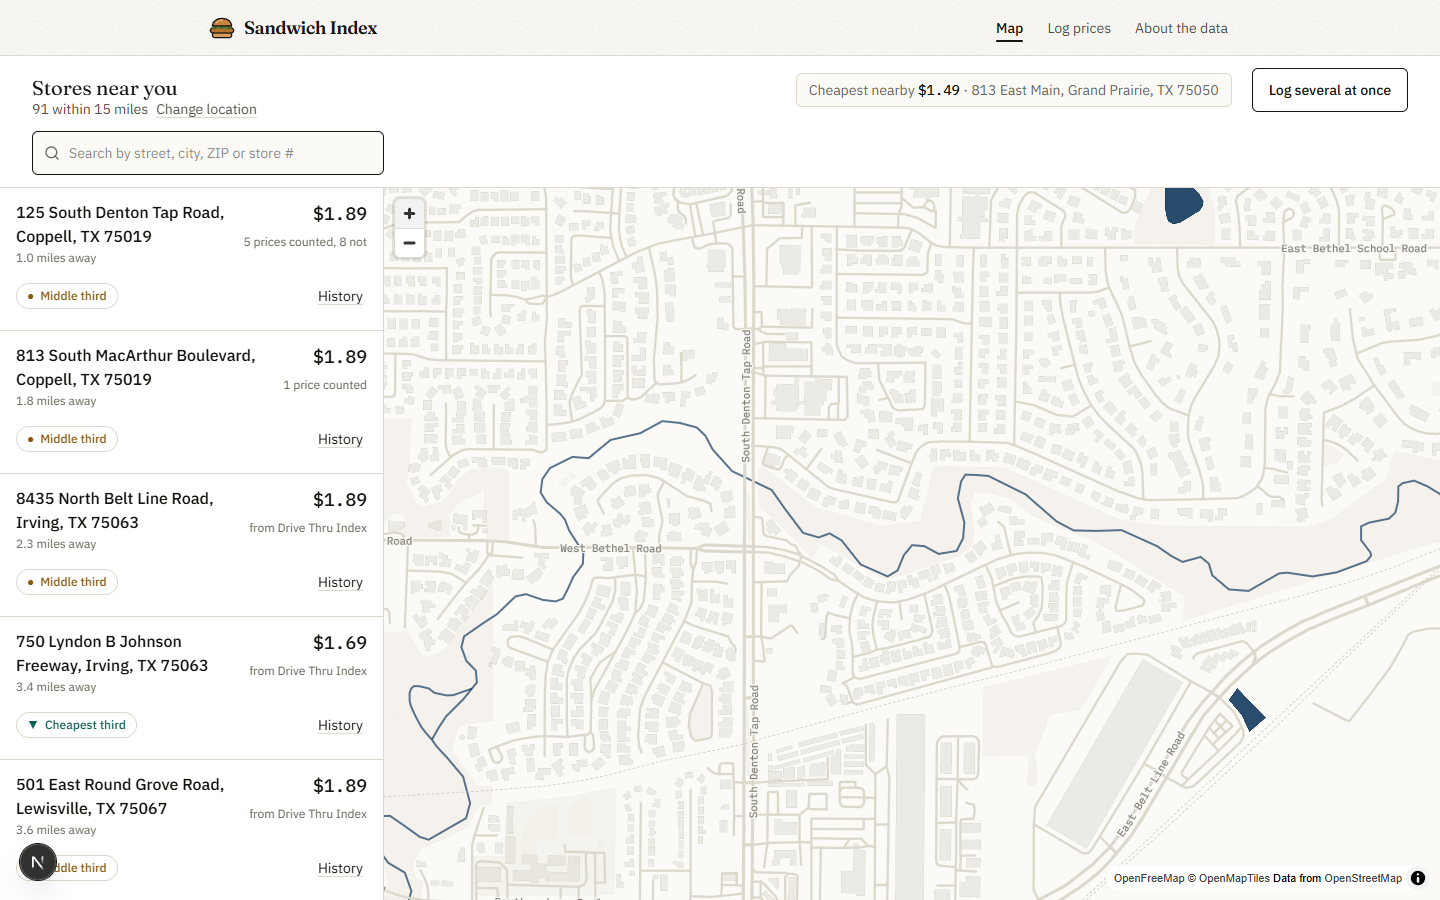 Sandwich Index
Map
Log prices
About the data
Stores near you
91 within 15 miles Change location
Cheapest nearby $1.49 · 813 East Main, Grand Prairie, TX 75050
Log several at once
Search by street, city, ZIP or store #
125 South Denton Tap Road,
Coppell, TX 75019
$1.89
5 prices counted, 8 not
1.0 miles away
Middle third
History
813 South MacArthur Boulevard,
Coppell, TX 75019
$1.89
1 price counted
1.8 miles away
Middle third
History
8435 North Belt Line Road,
Irving, TX 75063
$1.89
from Drive Thru Index
2.3 miles away
Middle third
History
750 Lyndon B Johnson
Freeway, Irving, TX 75063
$1.69
from Drive Thru Index
3.4 miles away
Cheapest third
History
501 East Round Grove Road,
Lewisville, TX 75067
$1.89
from Drive Thru Index
3.6 miles away
N
ddle third
History
+
−
Road
East Bethel School Road
South Denton Tap Road
Road
West Bethel Road
South Denton Tap Road
East Belt Line Road
OpenFreeMap © OpenMapTiles Data from OpenStreetMap